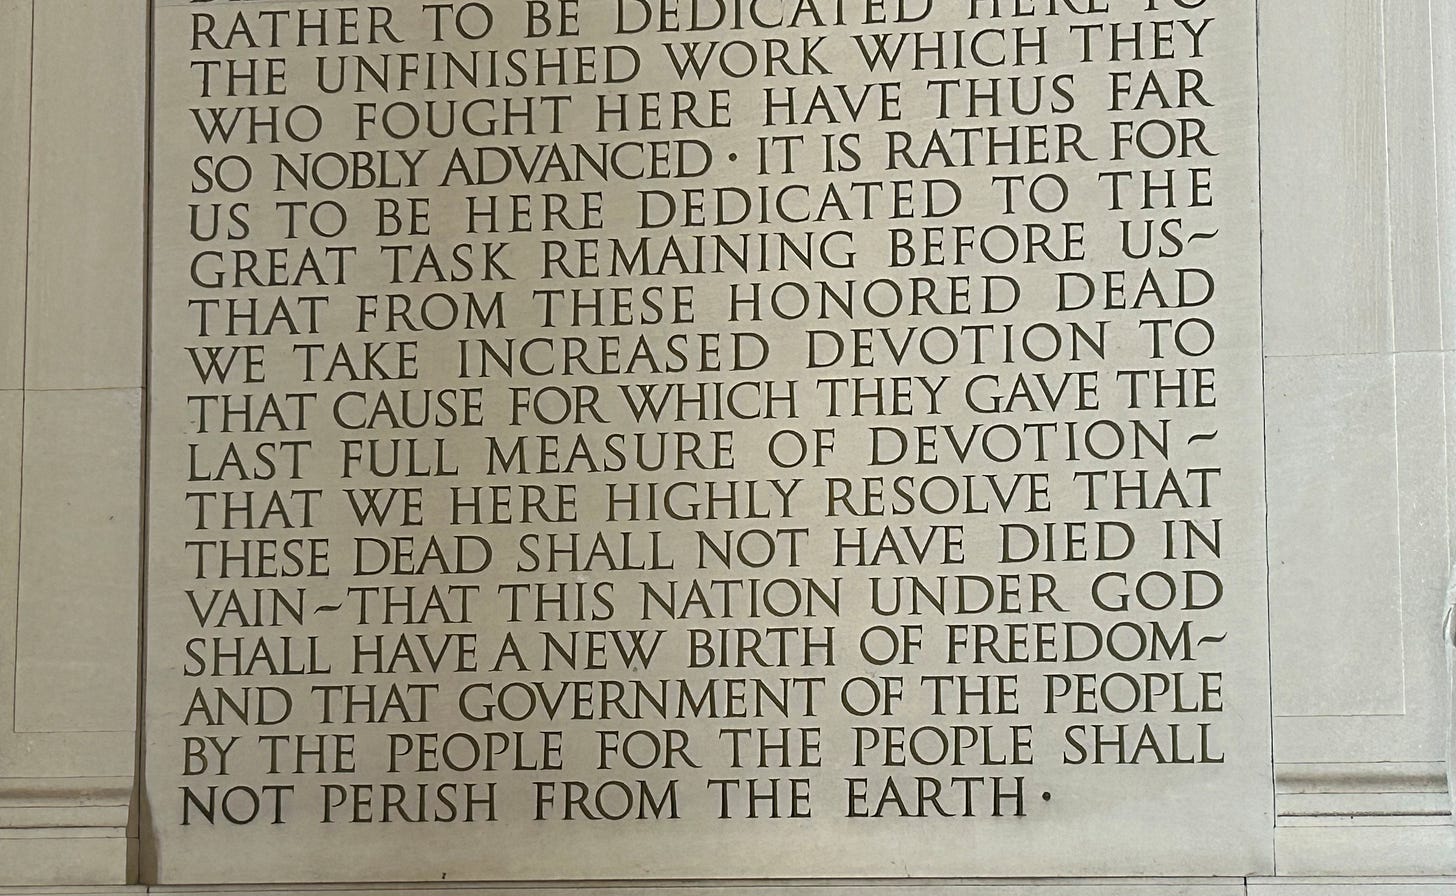 RATHER TO BE DEDICATED HERE TO
THE UNFINISHED WORK WHICH THEY
WHO FOUGHT HERE HAVE THUS FAR
SO NOBLY ADVANCED · IT IS RATHER FOR
US TO BE HERE DEDICATED TO THE
GREAT TASK REMAINING BEFORE US~
THAT FROM THESE HONORED DEAD
WE TAKE INCREASED DEVOTION TO
THAT CAUSE FOR WHICH THEY GAVE THE
LAST FULL MEASURE OF DEVOTION ~
THAT WE HERE HIGHLY RESOLVE THAT
THESE DEAD SHALL NOT HAVE DIED IN
VAIN~THAT THIS NATION UNDER GOD
SHALL HAVE A NEW BIRTH OF FREEDOM~
AND THAT GOVERNMENT OF THE PEOPLE
BY THE PEOPLE FOR THE PEOPLE SHALL
NOT PERISH FROM THE EARTH ·